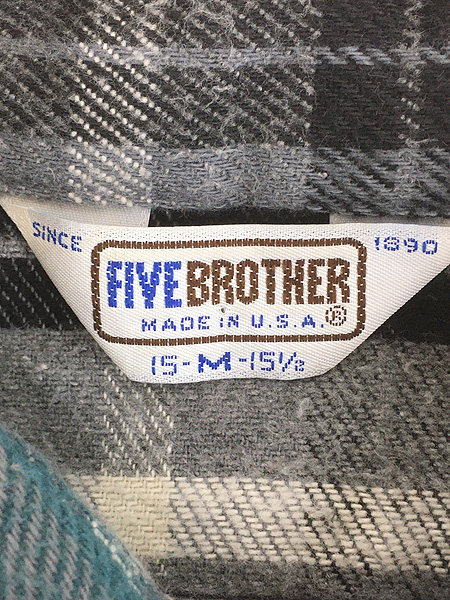 SINCE 1890
FIVE BROTHER
MADE IN U.S.A.®
15-M-15½